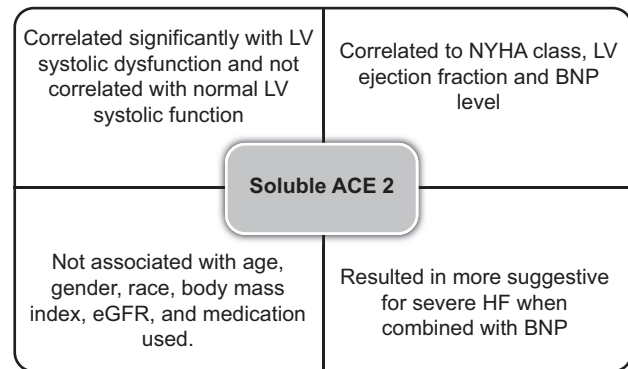 Correlated significantly with LV
systolic dysfunction and not
correlated with normal LV
systolic function
Correlated to NYHA class, LV
ejection fraction and BNP
level
Soluble ACE 2
Not associated with age,
gender, race, body mass
index, eGFR, and medication
used.
Resulted in more suggestive
for severe HF when
combined with BNP